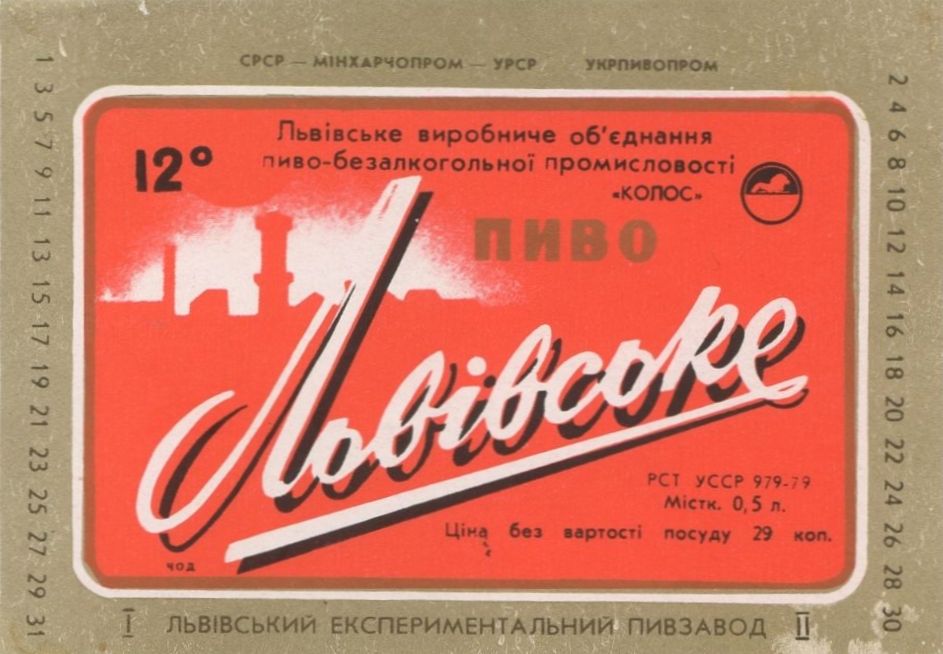 СРСР — МІНХАРЧОПРОМ — УРСР УКРПИВОПРОМ
1 3 5 7 9 11 13 15 17 19 21 23 25 27 29 31
12°
Львівське виробниче об'єднання
пиво-безалкогольної промисловості
«КОЛОС»
ПИВО
Львівське
РСТ УССР 979-79
Містк. 0,5 л.
Ціна без вартості посуду 29 коп.
ЧОД
2 4 6 8 10 12 14 16 18 20 22 24 26 28 30
I ЛЬВІВСЬКИЙ ЕКСПЕРИМЕНТАЛЬНИЙ ПИВЗАВОД II